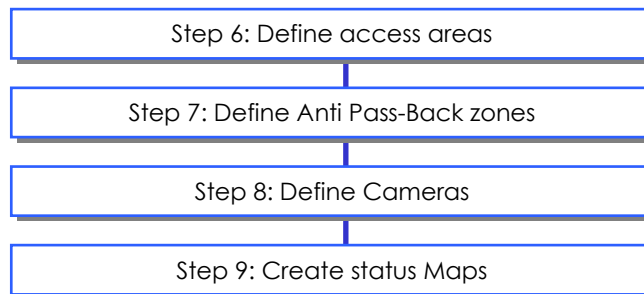 Step 6: Define access areas
Step 7: Define Anti Pass-Back zones
Step 8: Define Cameras
Step 9: Create status Maps